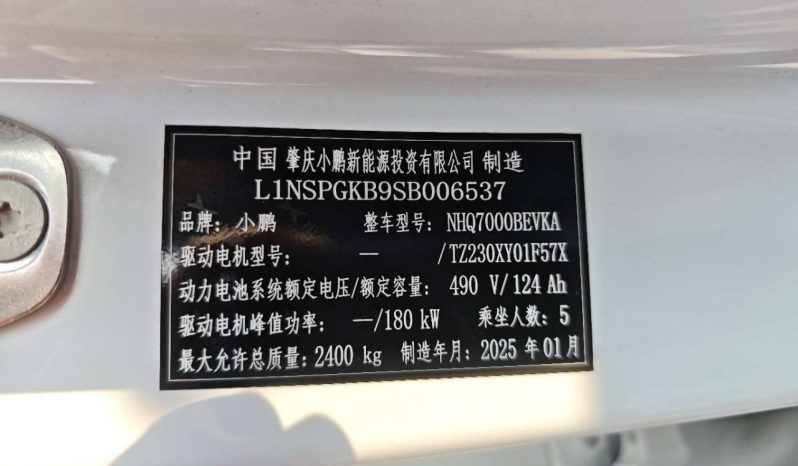 中国 肇庆小鹏新能源投资有限公司 制造
L1NSPGKB9SB006537
品牌：小鹏 整车型号：NHQ7000BEVKA
驱动电机型号： — /TZ230XY01F57X
动力电池系统额定电压/额定容量：490 V/124 Ah
驱动电机峰值功率：—/180 kW 乘坐人数：5
最大允许总质量：2400 kg 制造年月：2025 年 01 月